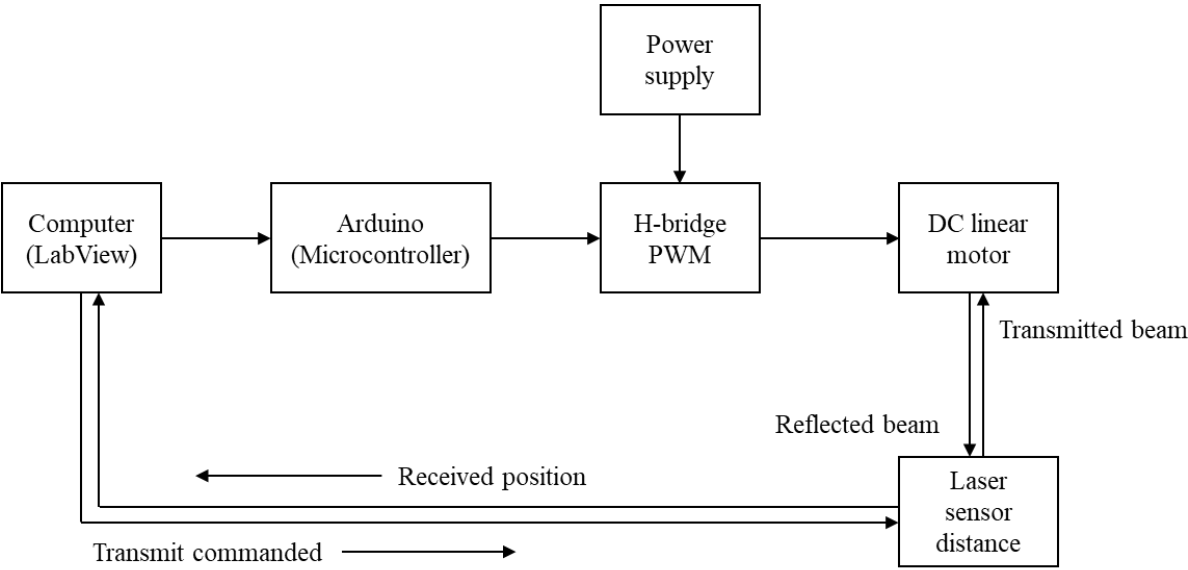 Power
supply
Computer
(LabView)
Arduino
(Microcontroller)
H-bridge
PWM
DC linear
motor
Transmitted beam
Reflected beam
Received position
Laser
sensor
distance
Transmit commanded